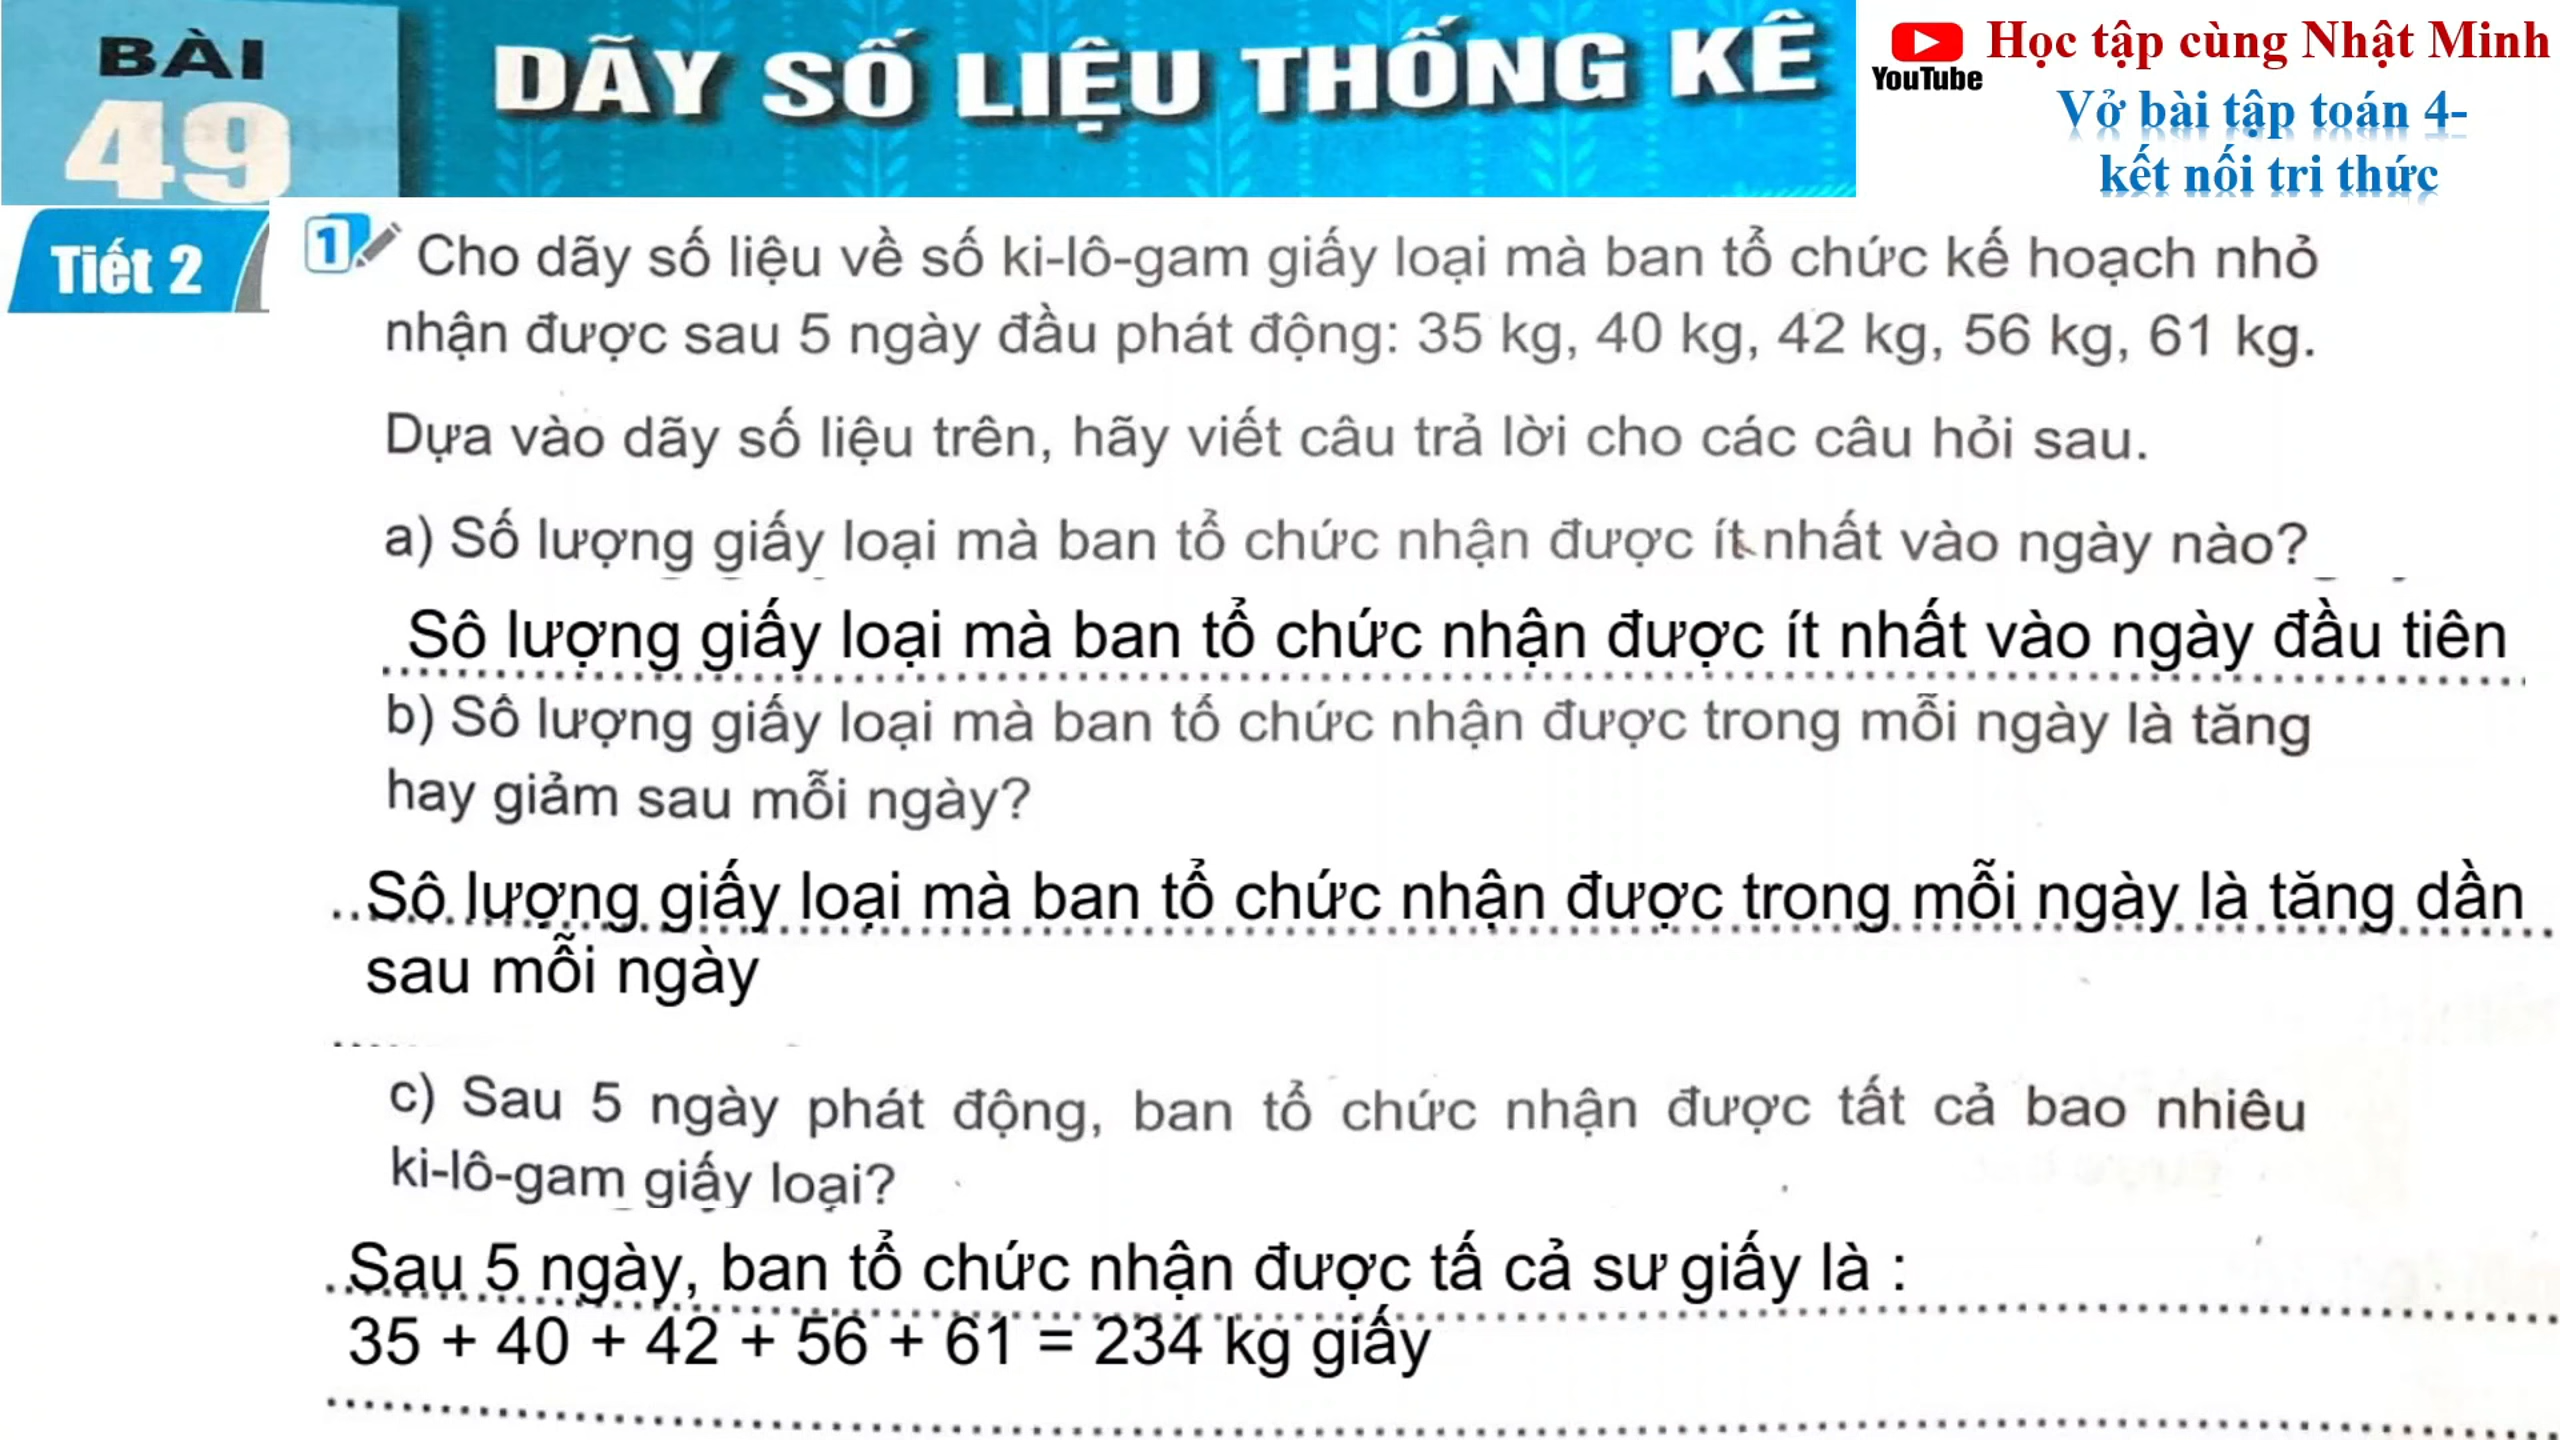 BÀI
49
DÃY SỐ LIỆU THỐNG KÊ
YouTube
Học tập cùng Nhật Minh
Vở bài tập toán 4-
kết nối tri thức
Tiết 2
1 Cho dãy số liệu về số ki-lô-gam giấy loại mà ban tổ chức kế hoạch nhỏ
nhận được sau 5 ngày đầu phát động: 35 kg, 40 kg, 42 kg, 56 kg, 61 kg.
Dựa vào dãy số liệu trên, hãy viết câu trả lời cho các câu hỏi sau.
a) Số lượng giấy loại mà ban tổ chức nhận được ít nhất vào ngày nào?
Sô lượng giấy loại mà ban tổ chức nhận được ít nhất vào ngày đầu tiên
b) Số lượng giấy loại mà ban tổ chức nhận được trong mỗi ngày là tăng
hay giảm sau mỗi ngày?
Sô lượng giấy loại mà ban tổ chức nhận được trong mỗi ngày là tăng dần
sau mỗi ngày
c) Sau 5 ngày phát động, ban tổ chức nhận được tất cả bao nhiêu
ki-lô-gam giấy loại?
Sau 5 ngày, ban tổ chức nhận được tấ cả sư giấy là :
35 + 40 + 42 + 56 + 61 = 234 kg giấy